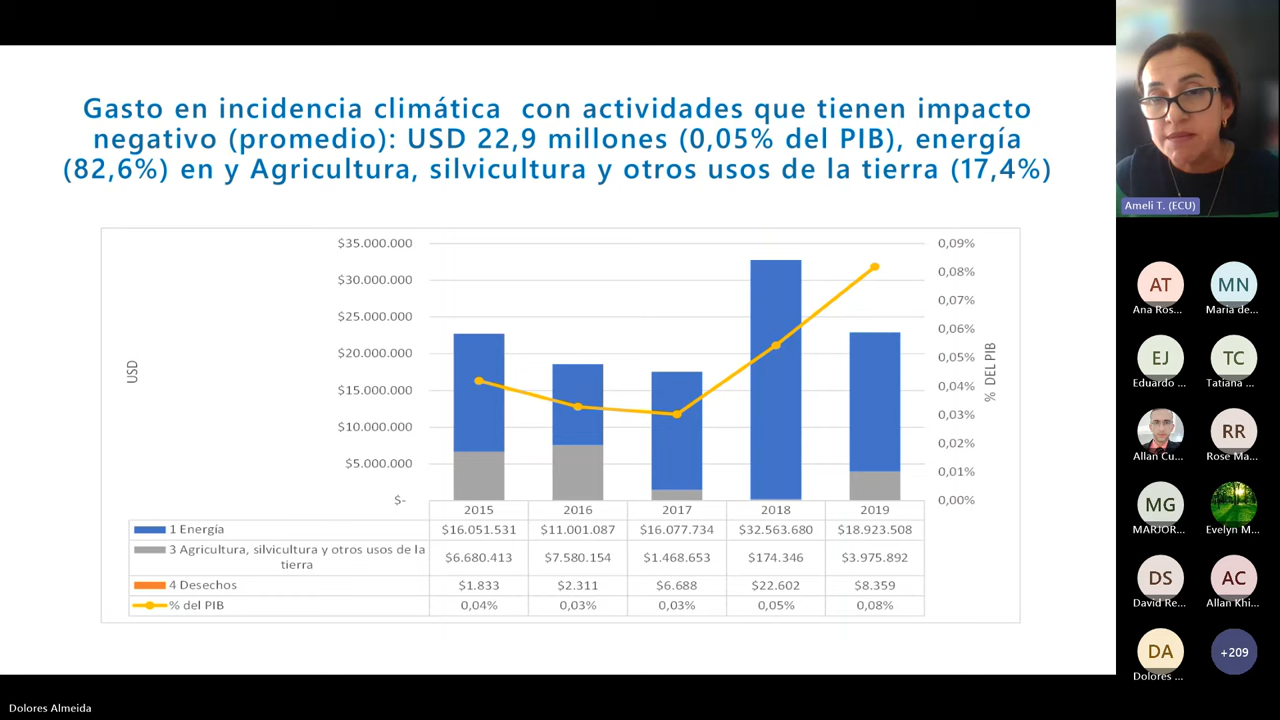 Gasto en incidencia climática con actividades que tienen impacto
negativo (promedio): USD 22,9 millones (0,05% del PIB), energía
(82,6%) en y Agricultura, silvicultura y otros usos de la tierra (17,4%)
USD
$35.000.000
$30.000.000
$25.000.000
$20.000.000
$15.000.000
$10.000.000
$5.000.000
$-
0,09%
0,08%
0,07%
0,06%
0,05%
0,04%
0,03%
0,02%
0,01%
0,00%
% DEL PIB
2015 2016 2017 2018 2019
1 Energía $16.051.531 $11.001.087 $16.077.734 $32.563.680 $18.923.508
3 Agricultura, silvicultura y otros usos de la
tierra $6.680.413 $7.580.154 $1.468.653 $174.346 $3.975.892
4 Desechos $1.833 $2.311 $6.688 $22.602 $8.359
% del PIB 0,04% 0,03% 0,03% 0,05% 0,08%
Ameli T. (ECU)
AT MN
Ana Ros... Maria de...
EJ TC
Eduardo ... Tatiana ...
RR
Allan Cu... Rose Ma...
MG
MARJOR... Evelyn M...
DS AC
David Re... Allan Khi...
DA +209
Dolores ...
Dolores Almeida